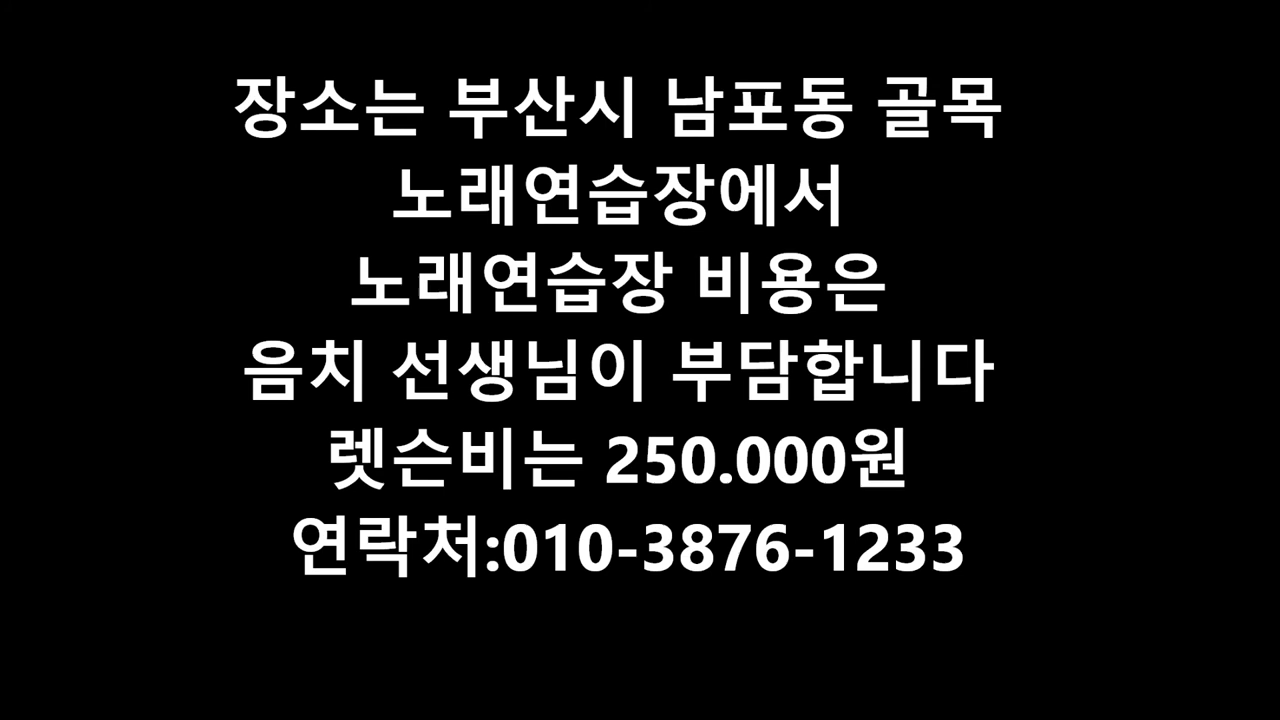 장소는 부산시 남포동 골목
노래연습장에서
노래연습장 비용은
음치 선생님이 부담합니다
렛슨비는 250.000원
연락처:010-3876-1233